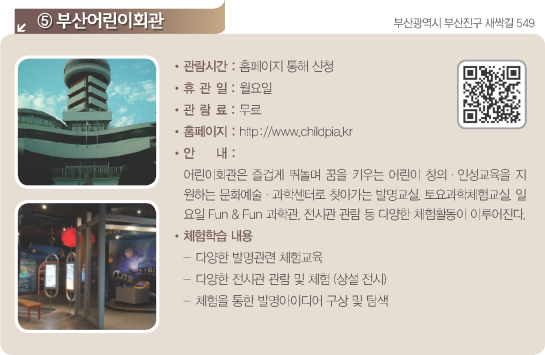 ⑤ 부산어린이회관
부산광역시 부산진구 새싹길 549
• 관람시간 : 홈페이지 통해 신청
• 휴 관 일 : 월요일
• 관 람 료 : 무료
• 홈페이지 : http://www.childpia.kr
• 안 내 :
어린이회관은 즐겁게 뛰놀며 꿈을 키우는 어린이 창의·인성교육을 지
원하는 문화예술·과학센터로 찾아가는 발명교실, 토요과학체험교실, 일
요일 Fun & Fun 과학관, 전시관 관람 등 다양한 체험활동이 이루어진다.
• 체험학습 내용
– 다양한 발명관련 체험교육
– 다양한 전시관 관람 및 체험 (상설 전시)
– 체험을 통한 발명아이디어 구상 및 탐색